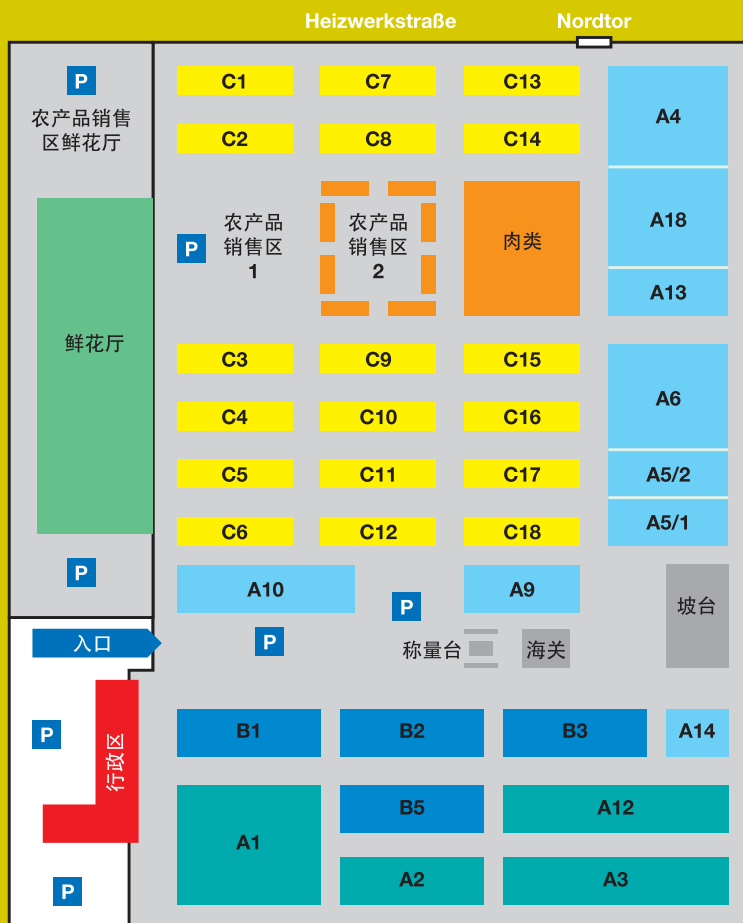 Heizwerkstraße
Nordtor
P
农产品销售
区鲜花厅
鲜花厅
P
C1
C7
C13
C2
C8
C14
A4
A18
A13
P
农产品
销售区
1
农产品
销售区
2
肉类
C3
C9
C15
C4
C10
C16
C5
C11
C17
C6
C12
C18
A6
A5/2
A5/1
A10
P
A9
坡台
入口
P
称量台
海关
P
行政区
P
B1
B2
B3
A14
A1
B5
A12
A2
A3